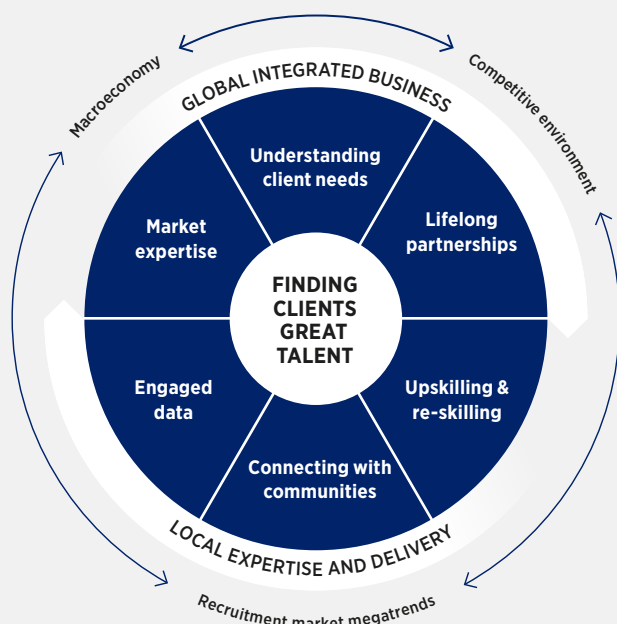 Macroeconomy
Competitive environment
GLOBAL INTEGRATED BUSINESS
Understanding
client needs
Market
expertise
Lifelong
partnerships
FINDING
CLIENTS
GREAT
TALENT
Engaged
data
Upskilling &
re-skilling
Connecting with
communities
LOCAL EXPERTISE AND DELIVERY
Recruitment market megatrends